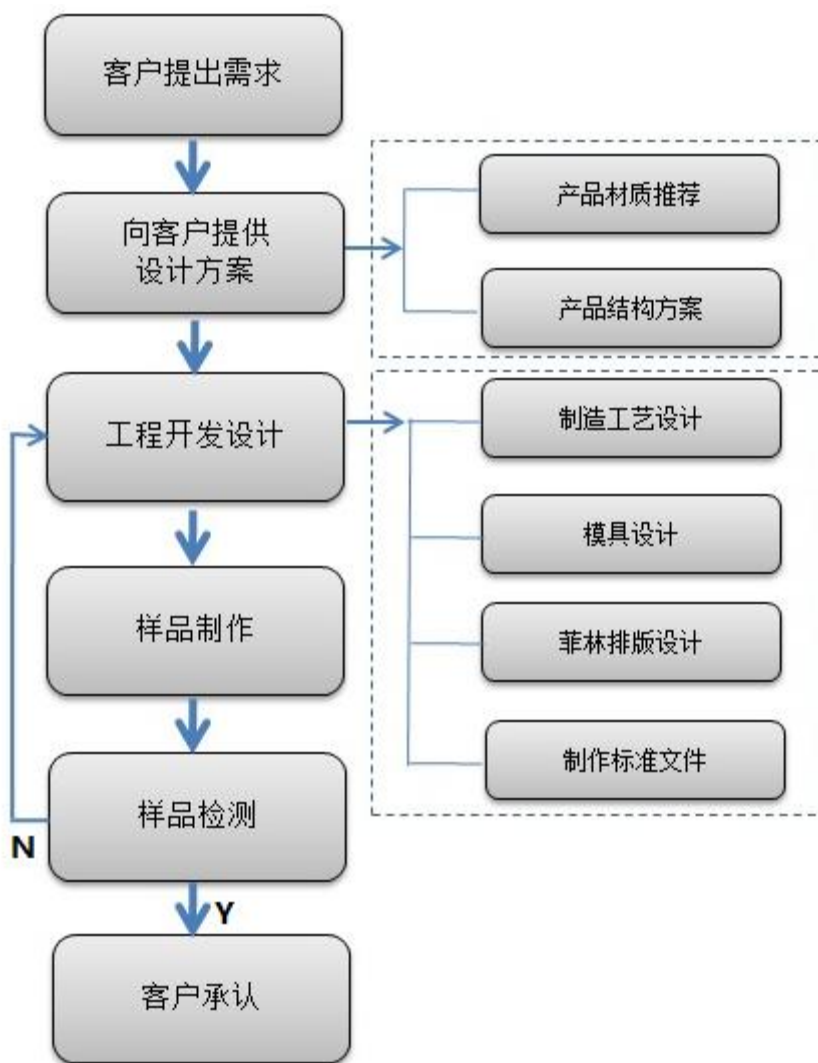 客户提出需求
向客户提供
设计方案
产品材质推荐
产品结构方案
工程开发设计
制造工艺设计
模具设计
菲林排版设计
制作标准文件
样品制作
样品检测
N
Y
客户承认